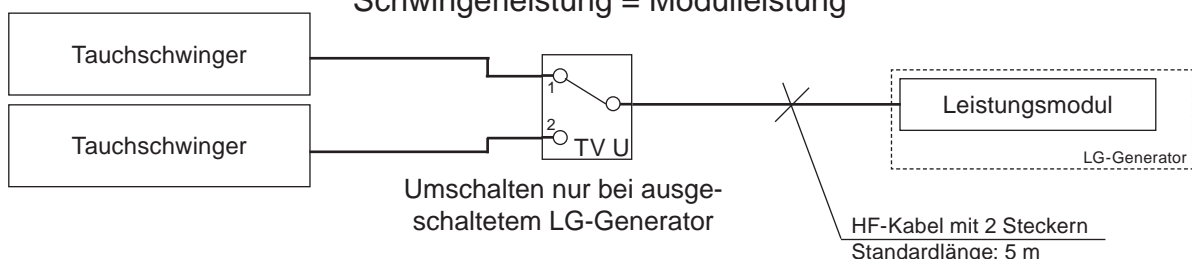 Schwingerleistung = Modulleistung
Tauchschwinger
Tauchschwinger
1
2
TV U
Leistungsmodul
LG-Generator
Umschalten nur bei ausge-
schaltetem LG-Generator
HF-Kabel mit 2 Steckern
Standardlänge: 5 m